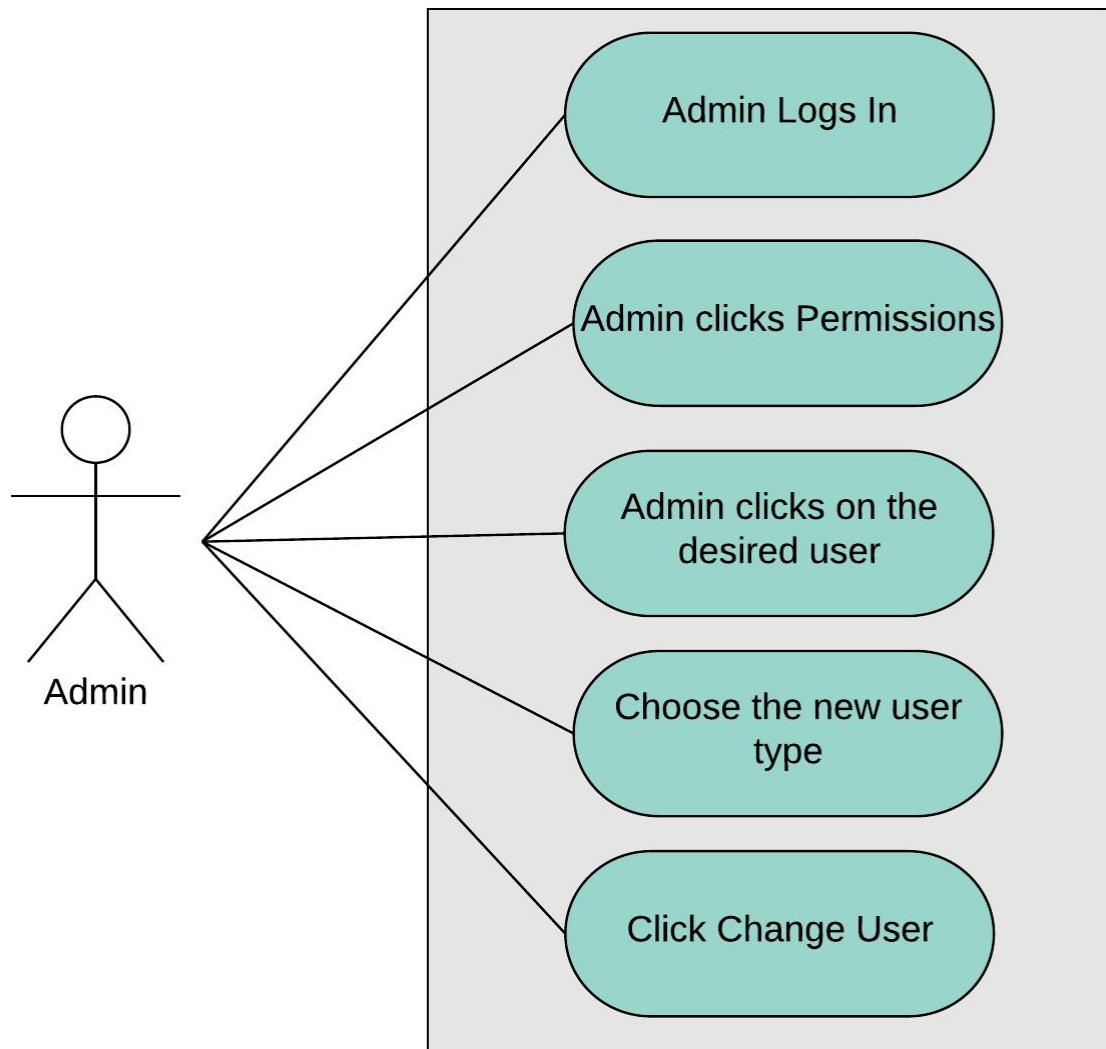 Admin Logs In
Admin clicks Permissions
Admin clicks on the
desired user
Choose the new user
type
Click Change User
Admin